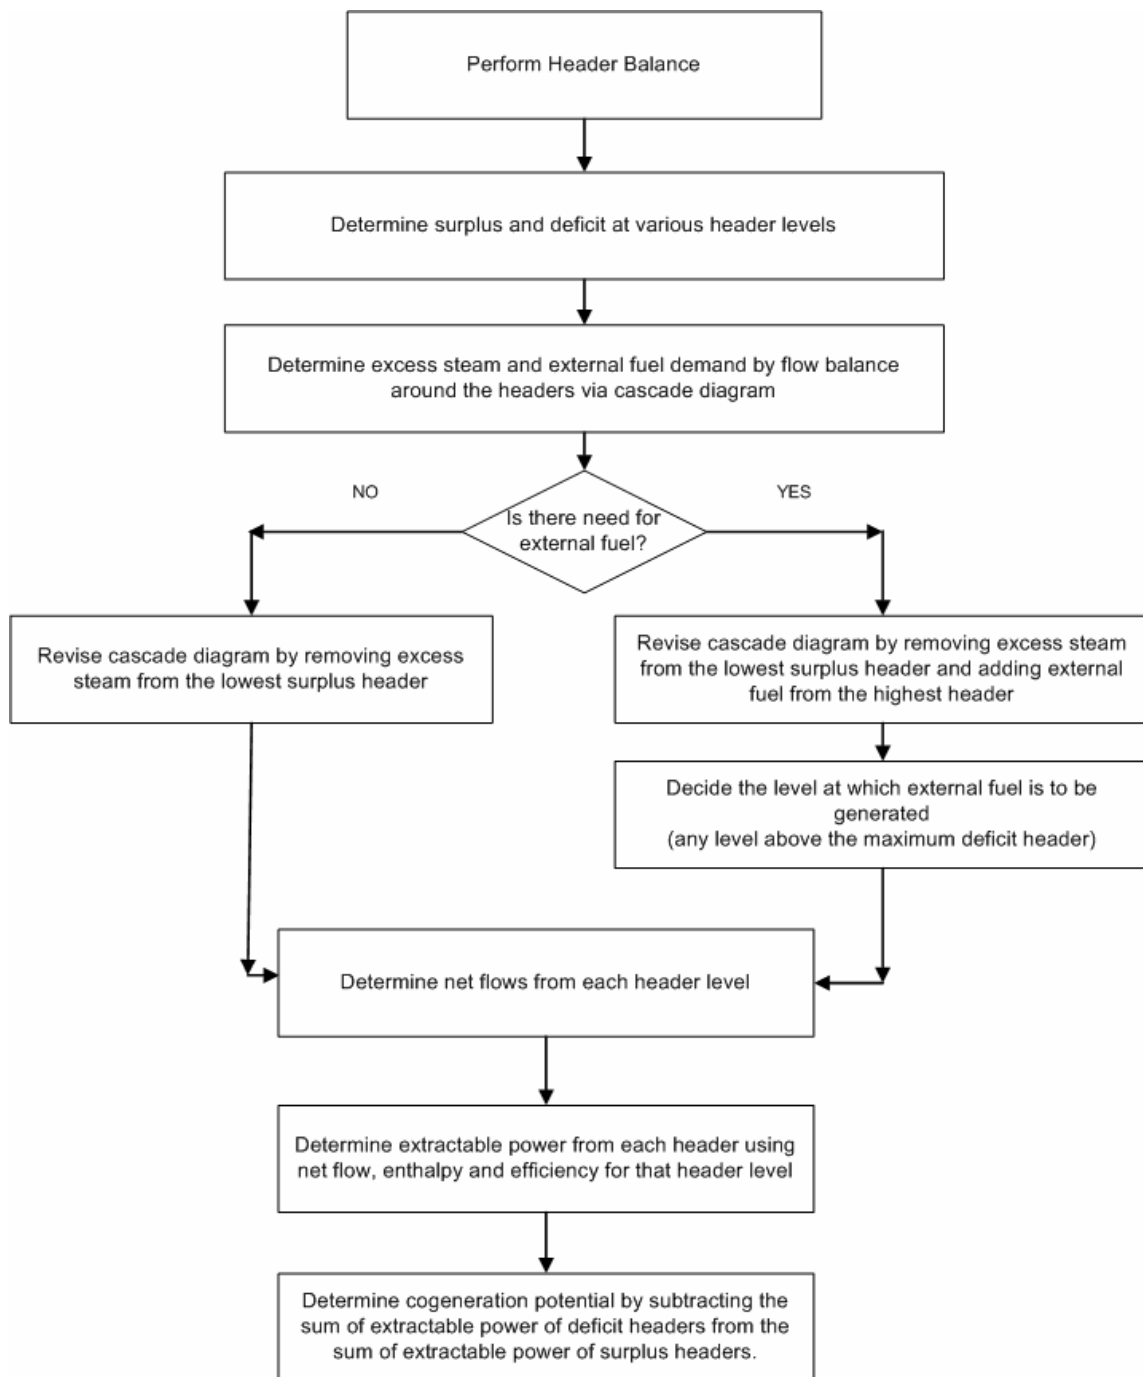 Perform Header Balance
Determine surplus and deficit at various header levels
Determine excess steam and external fuel demand by flow balance
around the headers via cascade diagram
NO
YES
Is there need for
external fuel?
Revise cascade diagram by removing excess
steam from the lowest surplus header
Revise cascade diagram by removing excess steam
from the lowest surplus header and adding external
fuel from the highest header
Decide the level at which external fuel is to be
generated
(any level above the maximum deficit header)
Determine net flows from each header level
Determine extractable power from each header using
net flow, enthalpy and efficiency for that header level
Determine cogeneration potential by subtracting the
sum of extractable power of deficit headers from the
sum of extractable power of surplus headers.